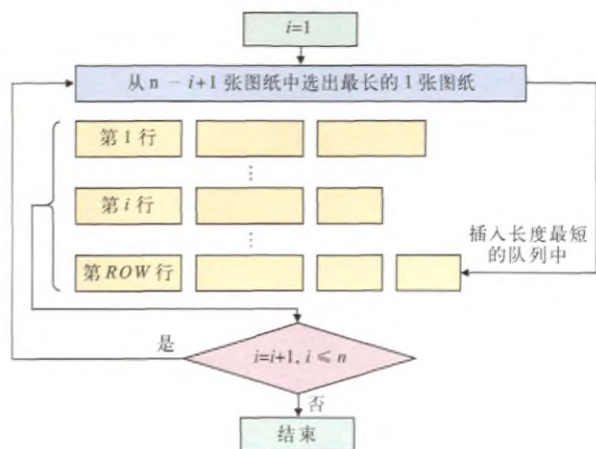 i=1
从 n − i+1 张图纸中选出最长的 1 张图纸
第 1 行
⋮
第 i 行
⋮
第 ROW 行
插入长度最短
的队列中
是
i=i+1, i ⩽ n
否
结束